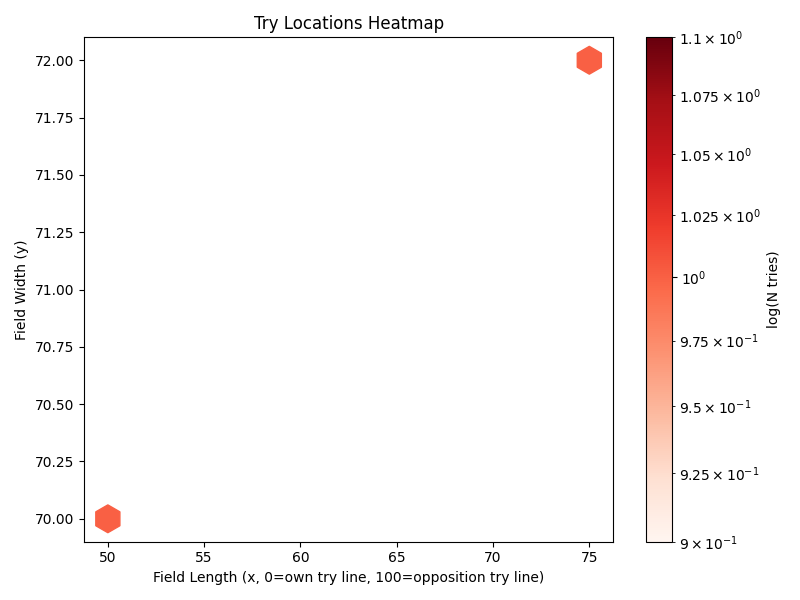 Try Locations Heatmap
72.00
71.75
71.50
71.25
71.00
70.75
70.50
70.25
70.00
Field Width (y)
50 55 60 65 70 75
Field Length (x, 0=own try line, 100=opposition try line)
1.1 × 10⁰
1.075 × 10⁰
1.05 × 10⁰
1.025 × 10⁰
10⁰
9.75 × 10⁻¹
9.5 × 10⁻¹
9.25 × 10⁻¹
9 × 10⁻¹
log(N tries)